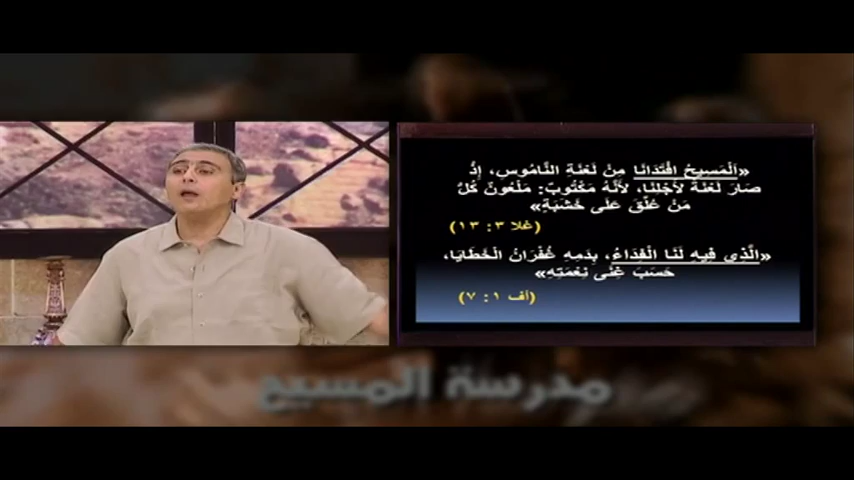 «اَلْمَسِيحُ افْتَدَانَا مِنْ لَعْنَةِ النَّامُوسِ، إِذْ
صَارَ لَعْنَةً لأَجْلِنَا، لأَنَّهُ مَكْتُوبٌ: مَلْعُونٌ كُلُّ
مَنْ عُلِّقَ عَلَى خَشَبَةٍ»
(غلا ٣ : ١٣)
«الَّذِي فِيهِ لَنَا الْفِدَاءُ، بِدَمِهِ غُفْرَانُ الْخَطَايَا،
حَسَبَ غِنَى نِعْمَتِهِ»
(أف ١ : ٧)
مدرسة المسيح